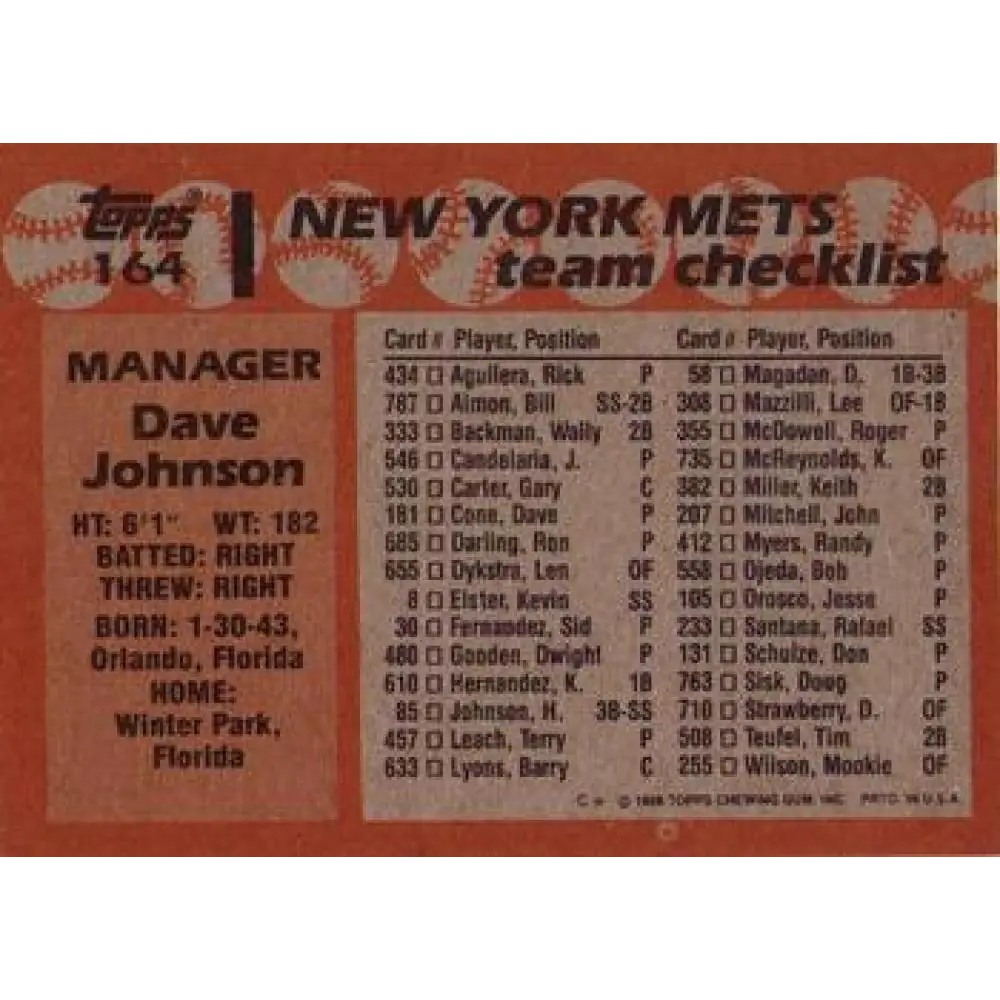 topps®
164
NEW YORK METS
team checklist
MANAGER
Dave
Johnson
HT: 6'1" WT: 182
BATTED: RIGHT
THREW: RIGHT
BORN: 1-30-43,
Orlando, Florida
HOME:
Winter Park,
Florida
Card # Player, Position
434 Aguilera, Rick P
787 Almon, Bill SS-2B
333 Backman, Wally 2B
546 Candelaria, J. P
530 Carter, Gary C
181 Cone, Dave P
685 Darling, Ron P
655 Dykstra, Len OF
8 Elster, Kevin SS
30 Fernandez, Sid P
480 Gooden, Dwight P
610 Hernandez, K. 1B
85 Johnson, H. 3B-SS
457 Leach, Terry P
633 Lyons, Barry C
Card # Player, Position
58 Magadan, D. 1B-3B
308 Mazzilli, Lee OF-1B
355 McDowell, Roger P
735 McReynolds, K. OF
382 Miller, Keith 2B
207 Mitchell, John P
412 Myers, Randy P
558 Ojeda, Bob P
105 Orosco, Jesse P
233 Santana, Rafael SS
131 Schulze, Don P
763 Sisk, Doug P
710 Strawberry, D. OF
508 Teufel, Tim 2B
255 Wilson, Mookie OF
© 1988 TOPPS CHEWING GUM, INC. PRTD. IN U.S.A.